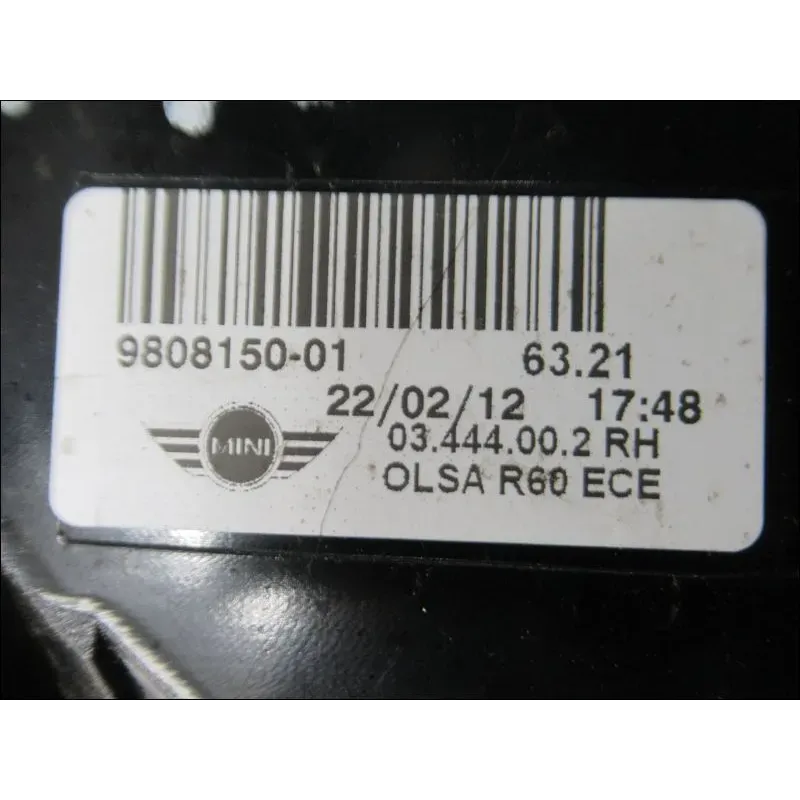 9808150-01 63.21
22/02/12 17:48
03.444.00.2 RH
MINI
OLSA R60 ECE